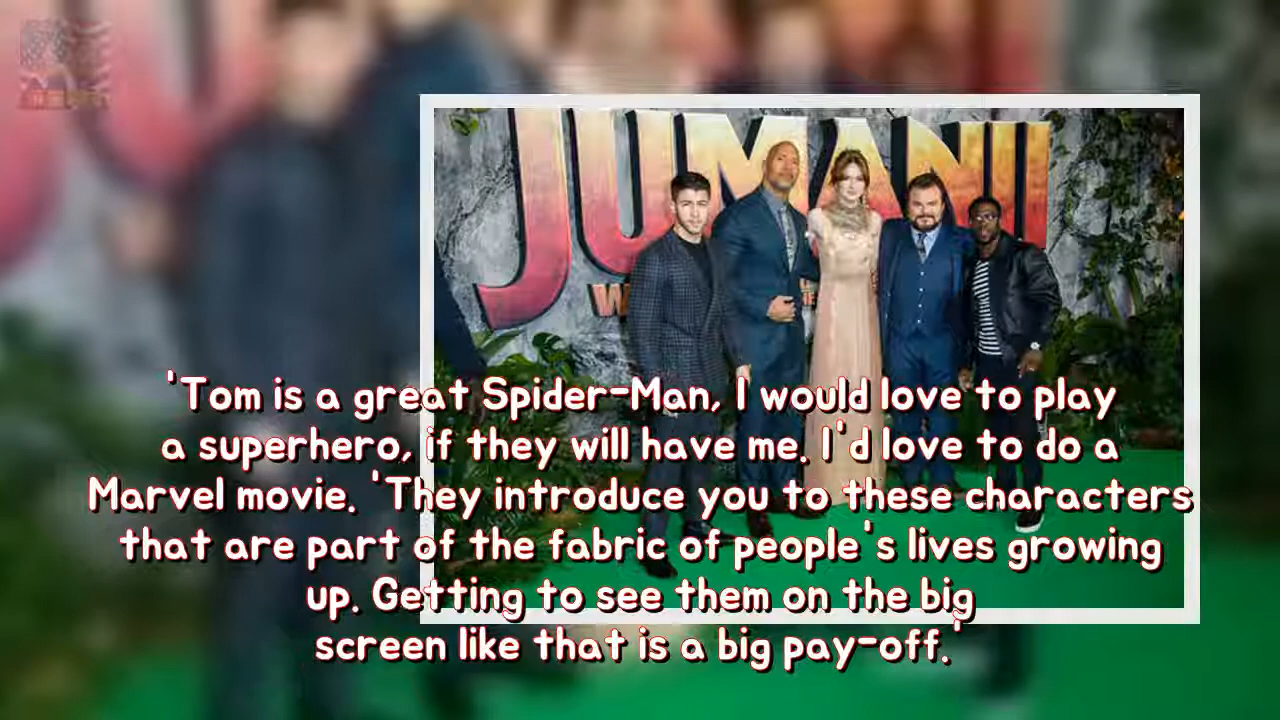 JUMANJI
W
'Tom is a great Spider-Man, I would love to play
a superhero, if they will have me. I'd love to do a
Marvel movie. 'They introduce you to these characters
that are part of the fabric of people's lives growing
up. Getting to see them on the big
screen like that is a big pay-off.'